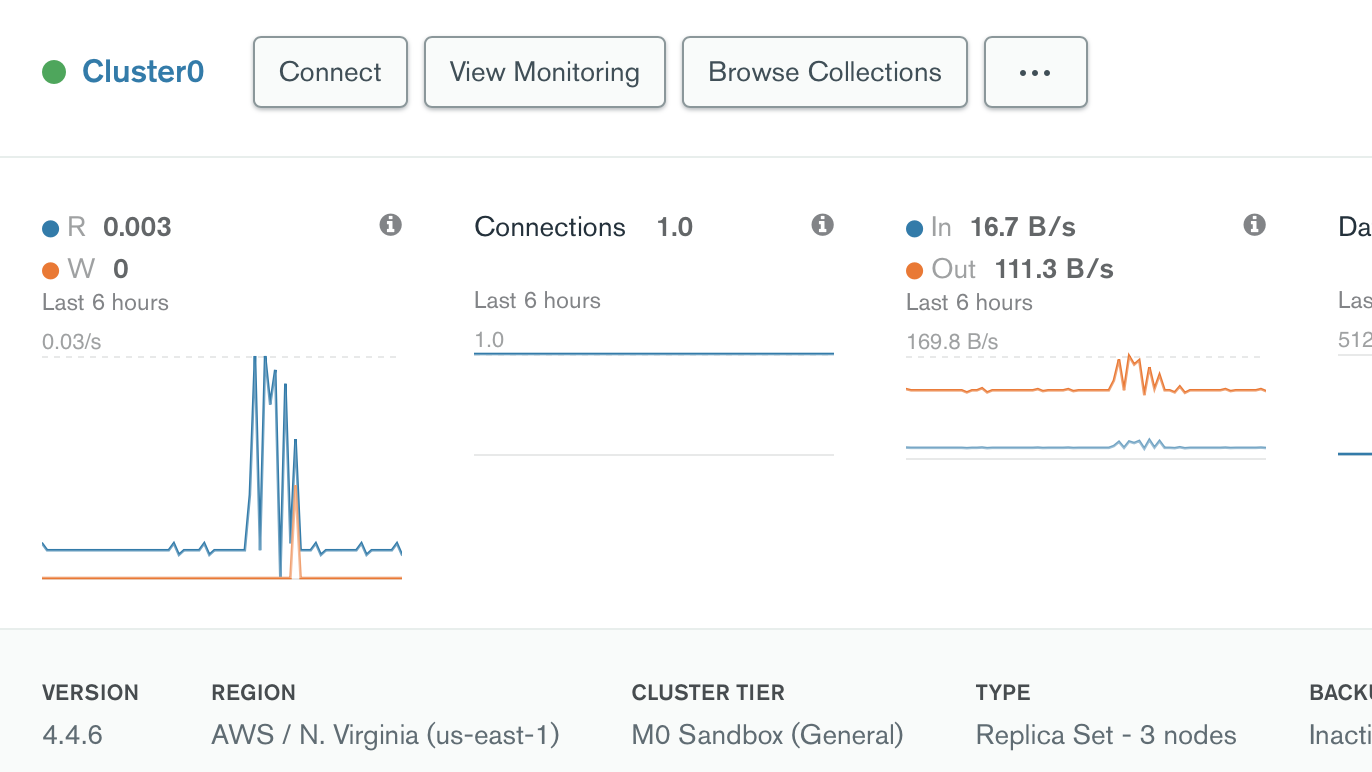 Cluster0 Connect View Monitoring Browse Collections ...
R 0.003
W 0
Last 6 hours
0.03/s
Connections 1.0
Last 6 hours
1.0
In 16.7 B/s
Out 111.3 B/s
Last 6 hours
169.8 B/s
Da
Las
512
VERSION REGION CLUSTER TIER TYPE BACKU
4.4.6 AWS / N. Virginia (us-east-1) M0 Sandbox (General) Replica Set - 3 nodes Inacti